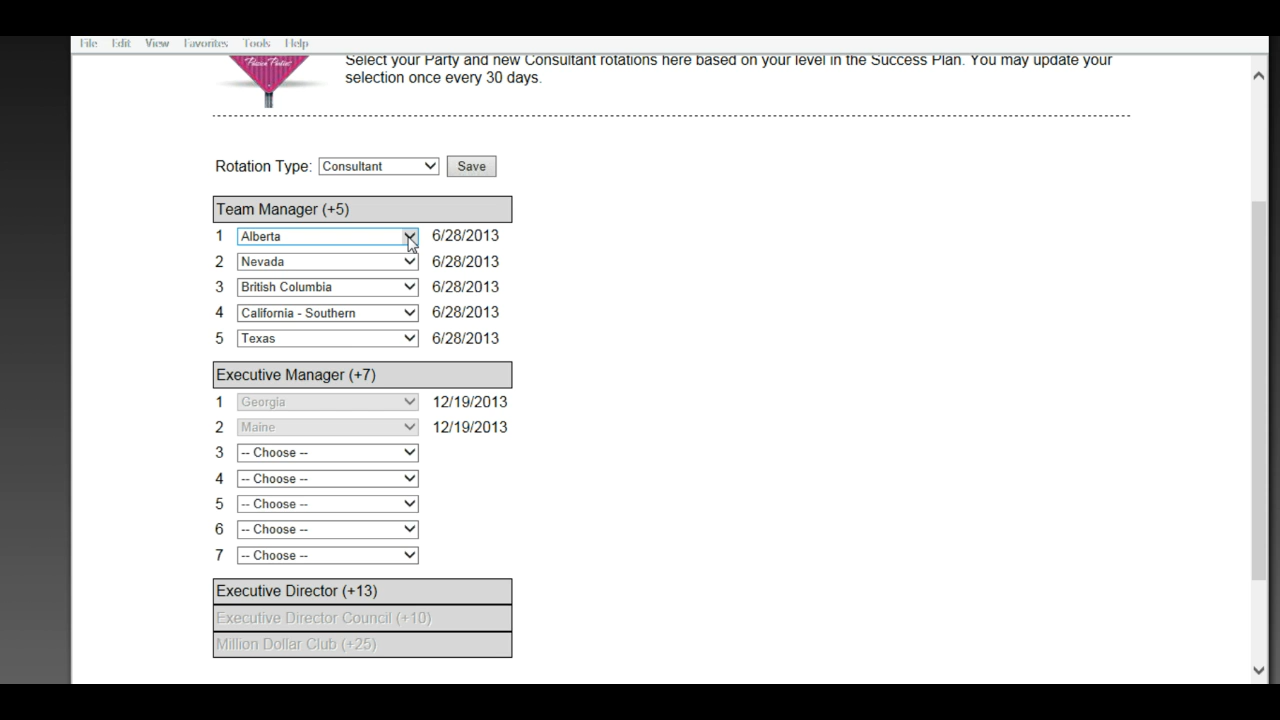 File Edit View Favorites Tools Help
Select your Party and new Consultant rotations here based on your level in the Success Plan. You may update your
selection once every 30 days.
Rotation Type: Consultant Save
Team Manager (+5)
1 Alberta 6/28/2013
2 Nevada 6/28/2013
3 British Columbia 6/28/2013
4 California - Southern 6/28/2013
5 Texas 6/28/2013
Executive Manager (+7)
1 Georgia 12/19/2013
2 Maine 12/19/2013
3 -- Choose --
4 -- Choose --
5 -- Choose --
6 -- Choose --
7 -- Choose --
Executive Director (+13)
Executive Director Council (+10)
Million Dollar Club (+25)